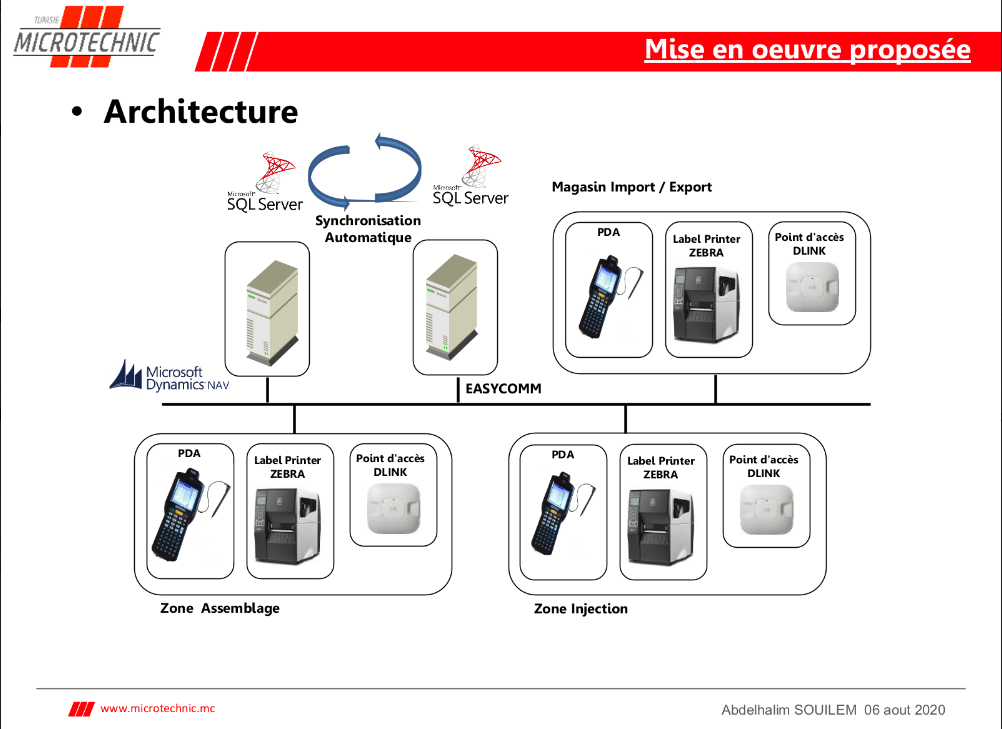 TUNISIE
MICROTECHNIC
Mise en oeuvre proposée
• Architecture
Microsoft
SQL Server
Microsoft
SQL Server
Synchronisation
Automatique
Magasin Import / Export
PDA
Label Printer
ZEBRA
Point d'accès
DLINK
Microsoft
Dynamics NAV
EASYCOMM
PDA
Label Printer
ZEBRA
Point d'accès
DLINK
PDA
Label Printer
ZEBRA
Point d'accès
DLINK
Zone Assemblage
Zone Injection
www.microtechnic.mc
Abdelhalim SOUILEM 06 aout 2020